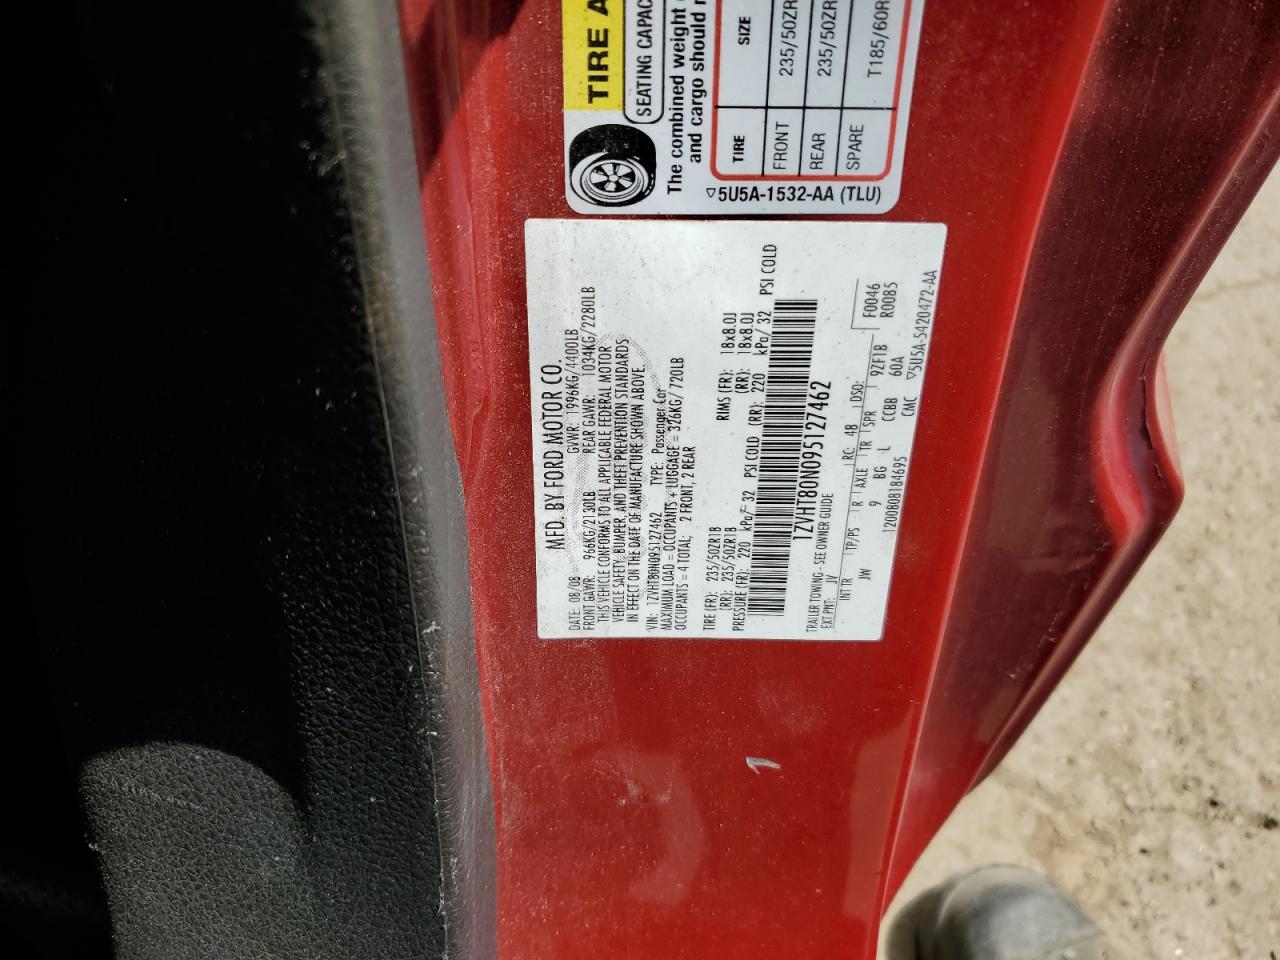 TIRE A
SEATING CAPAC
The combined weight
and cargo should
TIRE SIZE
FRONT 235/50ZR
REAR 235/50ZR
SPARE T185/60R
5U5A-1532-AA (TLU)
MFD. BY FORD MOTOR CO.
DATE: 08/08 GVWR: 1996KG/4400LB
FRONT GAWR: 966KG/2130LB REAR GAWR: 1034KG/2280LB
THIS VEHICLE CONFORMS TO ALL APPLICABLE FEDERAL MOTOR
VEHICLE SAFETY, BUMPER, AND THEFT PREVENTION STANDARDS
IN EFFECT ON THE DATE OF MANUFACTURE SHOWN ABOVE.
VIN: 1ZVHT80N095127462 TYPE: Passenger Car
MAXIMUM LOAD = OCCUPANTS + LUGGAGE = 326KG/720LB
OCCUPANTS = 4 TOTAL: 2 FRONT, 2 REAR
TIRE (FR): 235/50ZR18 RIMS (FR): 18x8.0J
(RR): 235/50ZR18 (RR): 18x8.0J
PRESSURE (FR): 220 kPa/ 32 PSI COLD (RR): 220 kPa/ 32 PSI COLD
1ZVHT80N095127462
TRAILER TOWING - SEE OWNER GUIDE
EXT PNT: JV RC: 48 DSO: F0046
INT TR TP/PS R AXLE TR SPR R0085
JW 9 BG L CCBB 9ZF1B 60A
120080818469S CMC 5U5A-5420472-AA